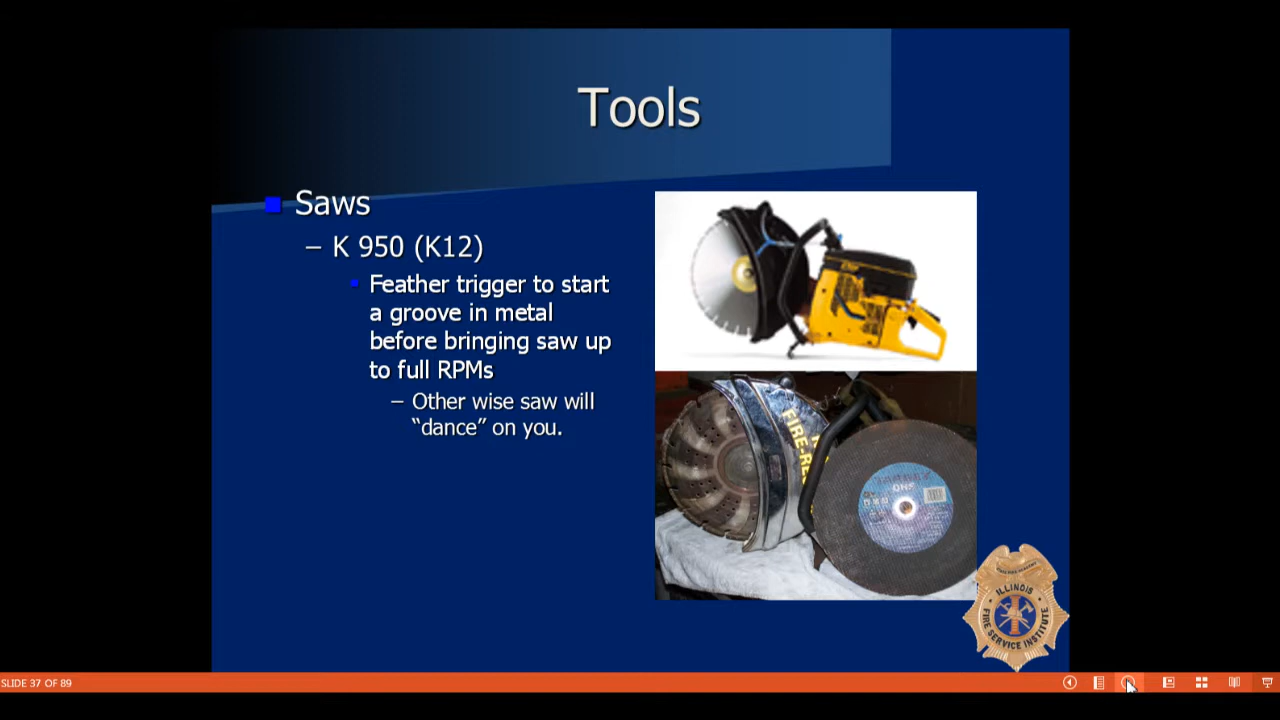 Tools
Saws
– K 950 (K12)
Feather trigger to start
a groove in metal
before bringing saw up
to full RPMs
– Other wise saw will
“dance” on you.
FIRE-RE
ILLINOIS
FIRE SERVICE INSTITUTE
SLIDE 37 OF 89